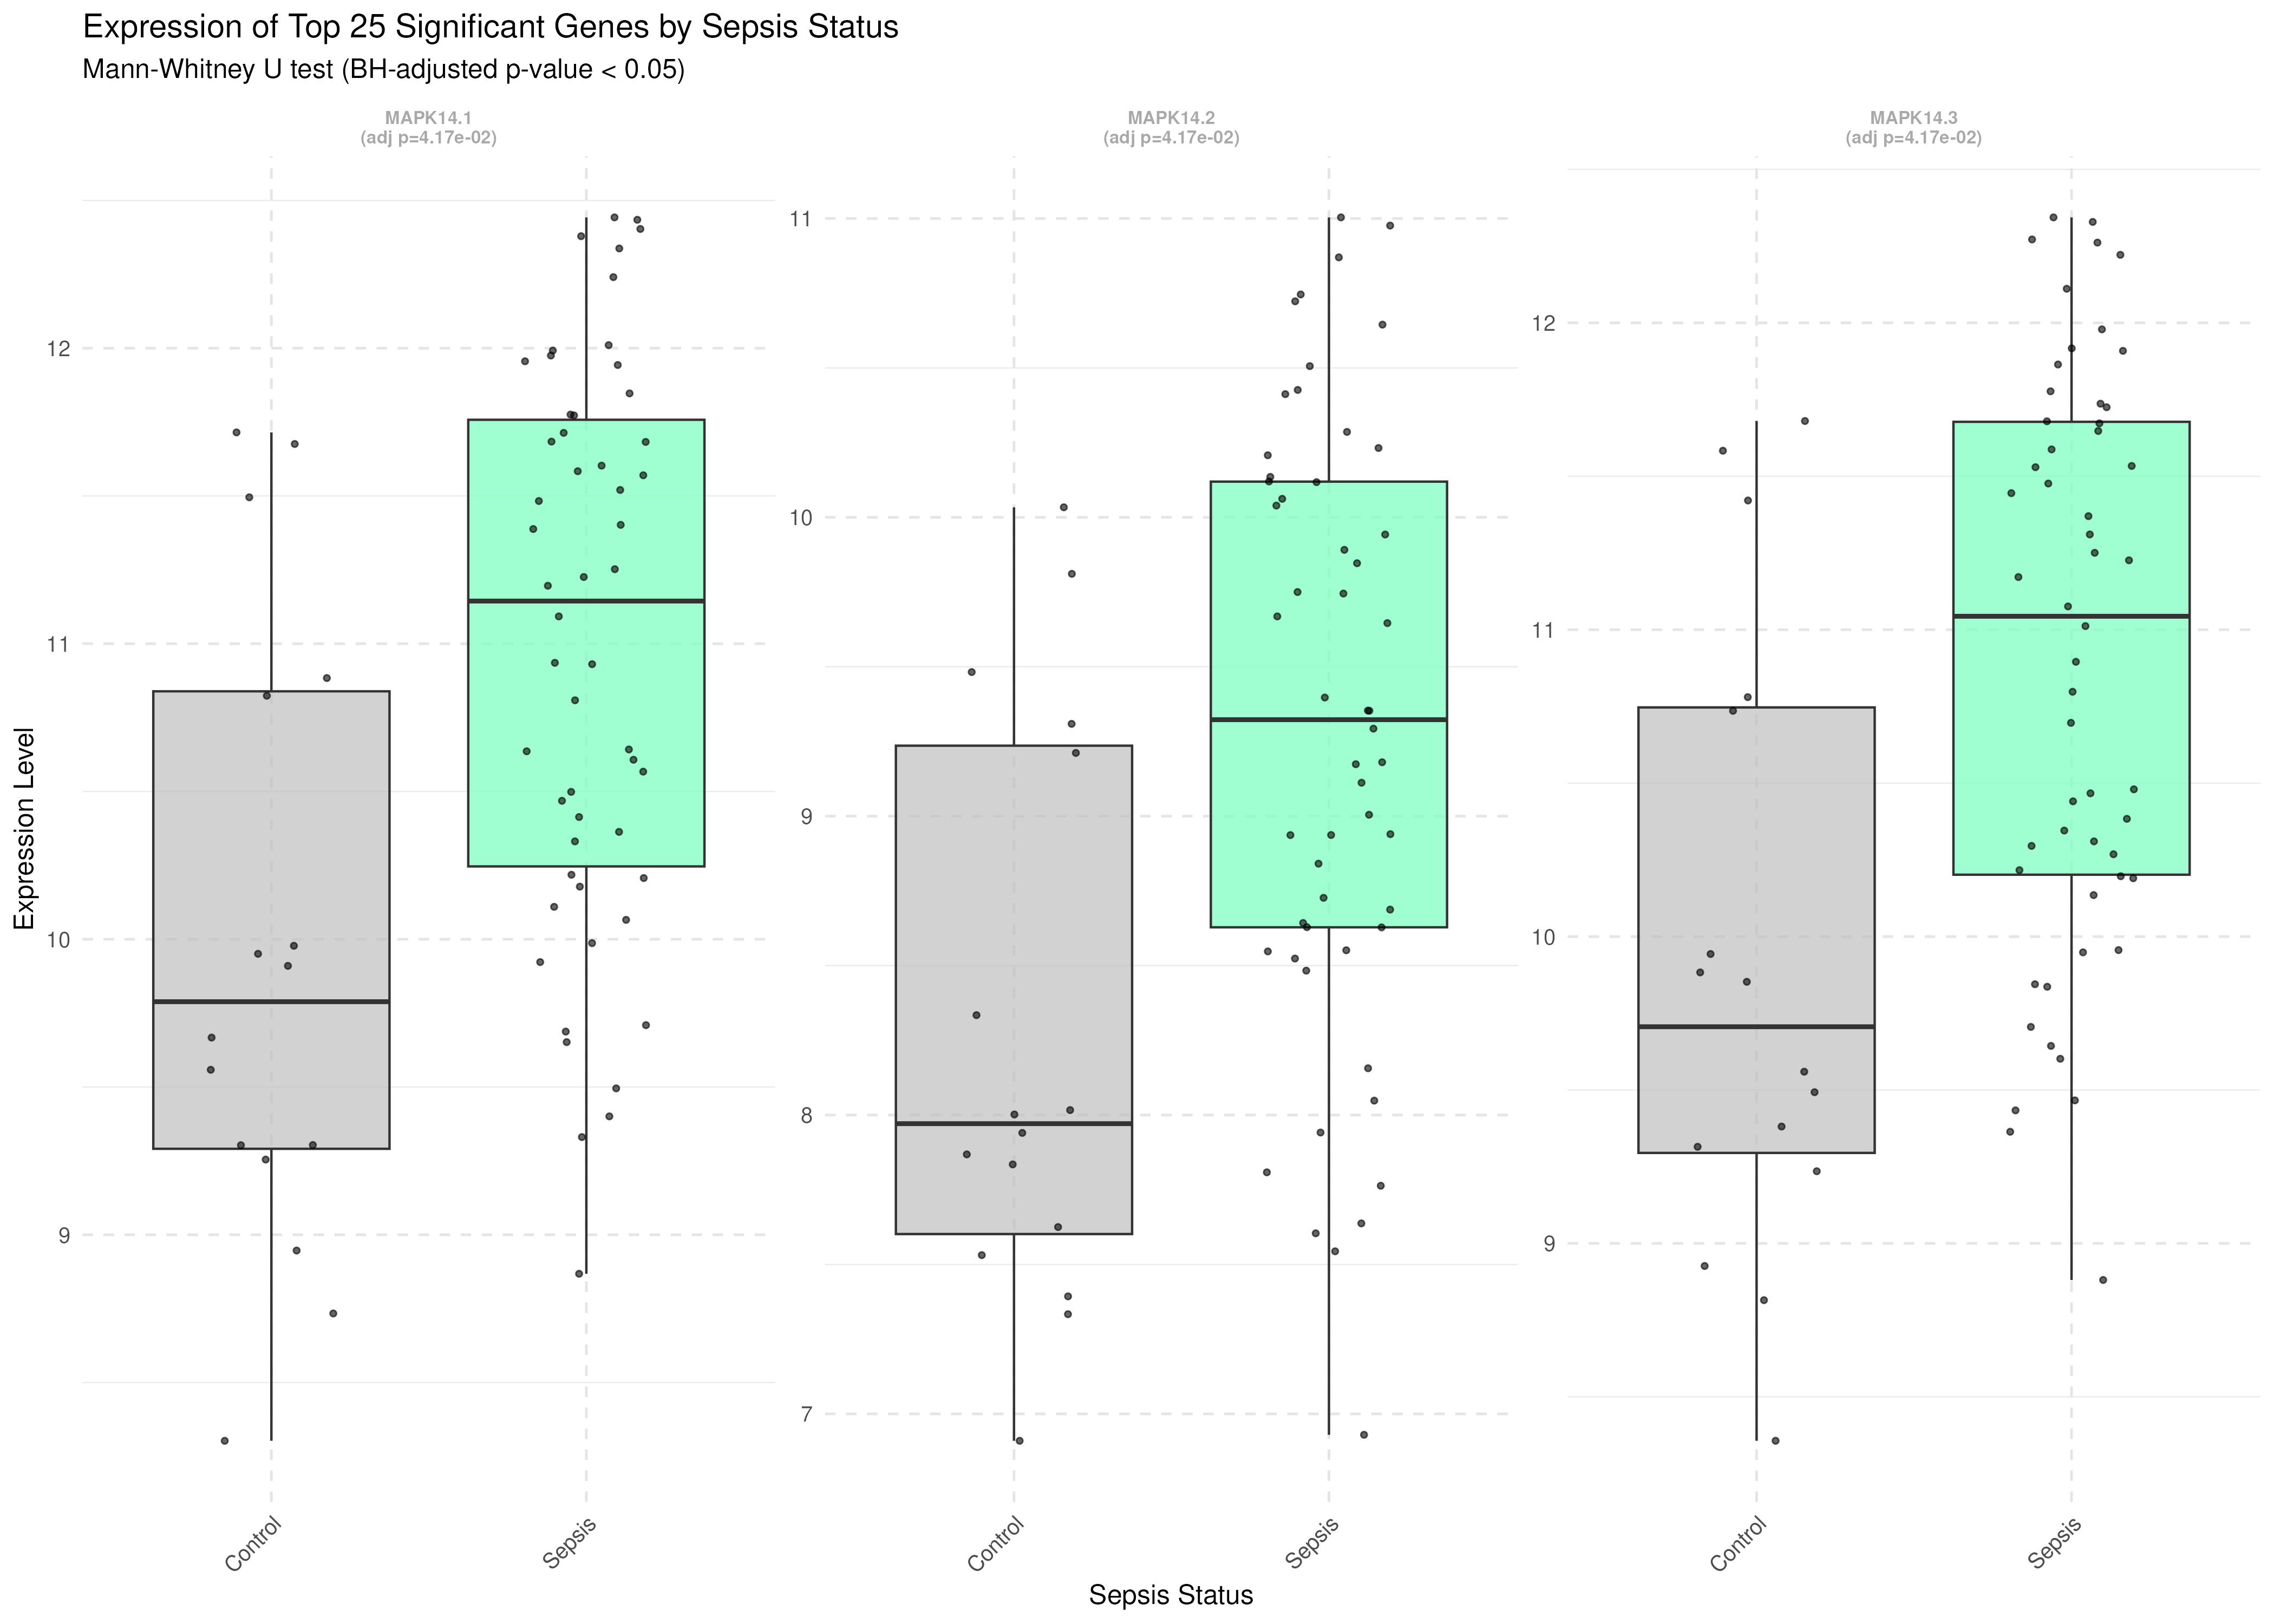 Expression of Top 25 Significant Genes by Sepsis Status
Mann-Whitney U test (BH-adjusted p-value < 0.05)
MAPK14.1
(adj p=4.17e-02)
MAPK14.2
(adj p=4.17e-02)
MAPK14.3
(adj p=4.17e-02)
Expression Level
12
11
10
9
11
10
9
8
7
12
11
10
9
Control
Sepsis
Control
Sepsis
Control
Sepsis
Sepsis Status